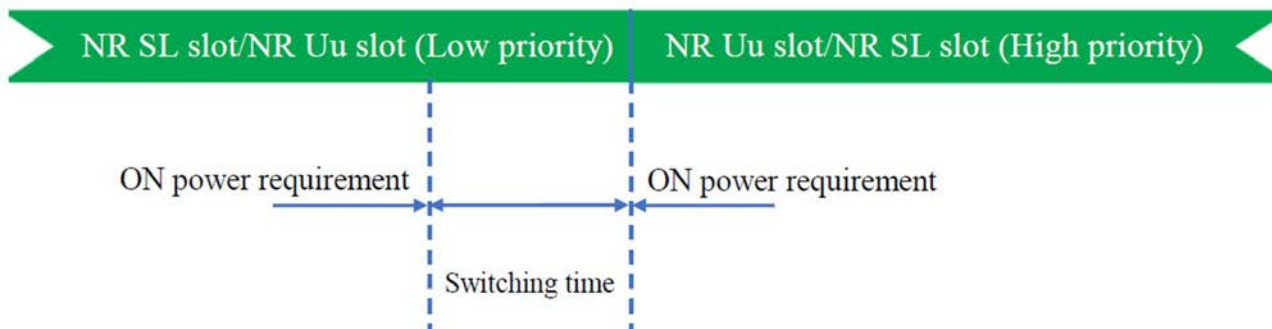 NR SL slot/NR Uu slot (Low priority)
NR Uu slot/NR SL slot (High priority)
ON power requirement
ON power requirement
Switching time